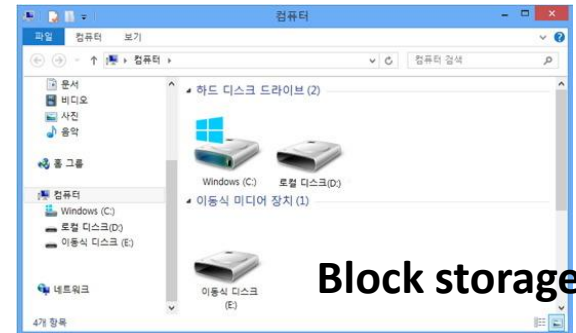 컴퓨터
파일 컴퓨터 보기
컴퓨터
컴퓨터 검색
문서
비디오
사진
음악
홈 그룹
컴퓨터
Windows (C:)
로컬 디스크(D:)
이동식 디스크 (E:)
네트워크
하드 디스크 드라이브 (2)
Windows (C:)
로컬 디스크(D:)
이동식 미디어 장치 (1)
이동식 디스크
(E:)
Block storage
4개 항목